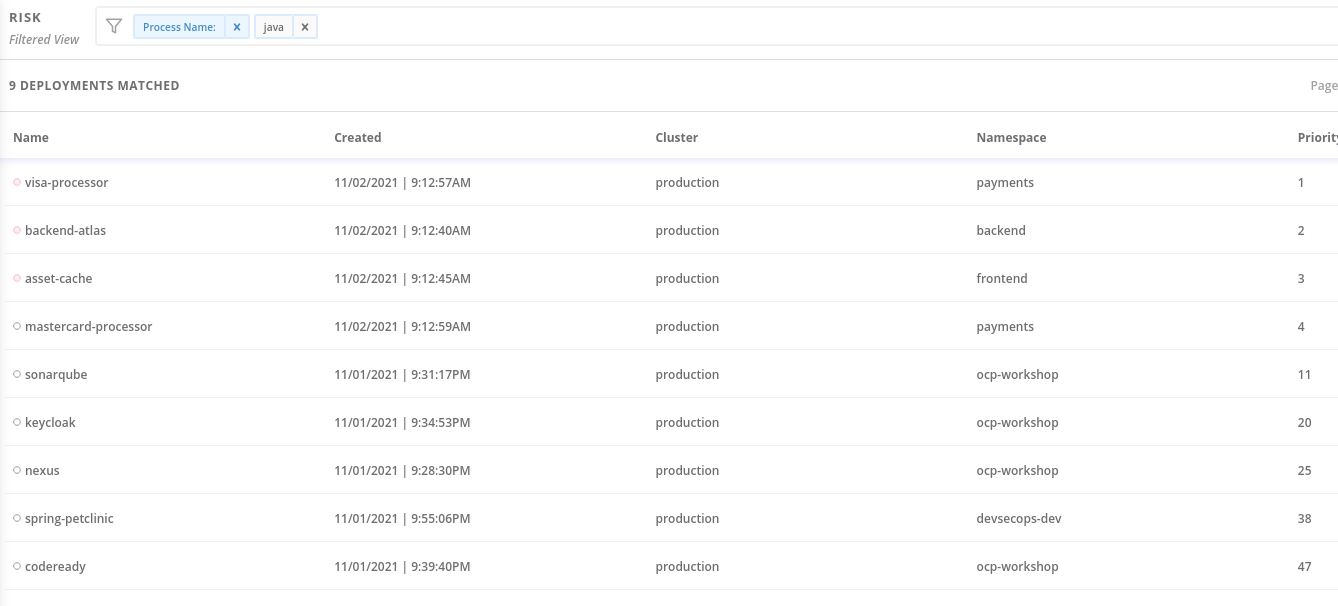 RISK
Filtered View
Process Name: × java ×
9 DEPLOYMENTS MATCHED Page
Name Created Cluster Namespace Priority
visa-processor 11/02/2021 | 9:12:57AM production payments 1
backend-atlas 11/02/2021 | 9:12:40AM production backend 2
asset-cache 11/02/2021 | 9:12:45AM production frontend 3
mastercard-processor 11/02/2021 | 9:12:59AM production payments 4
sonarqube 11/01/2021 | 9:31:17PM production ocp-workshop 11
keycloak 11/01/2021 | 9:34:53PM production ocp-workshop 20
nexus 11/01/2021 | 9:28:30PM production ocp-workshop 25
spring-petclinic 11/01/2021 | 9:55:06PM production devsecops-dev 38
codeready 11/01/2021 | 9:39:40PM production ocp-workshop 47